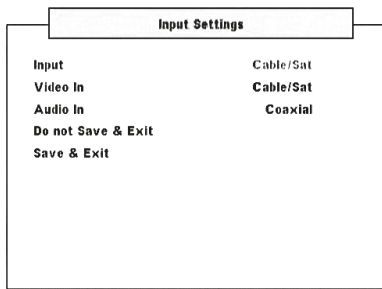 Input Settings
Input Cable/Sat
Video In Cable/Sat
Audio In Coaxial
Do not Save & Exit
Save & Exit